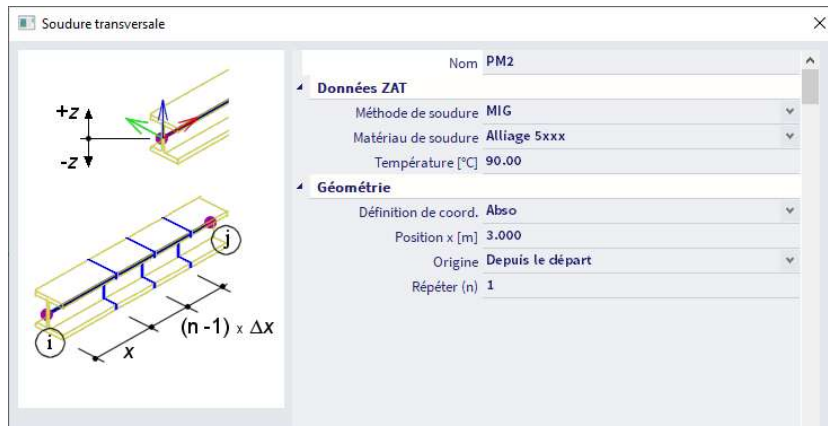 Soudure transversale
+z
-z
i
j
x
(n -1) x Δx
Nom PM2
Données ZAT
Méthode de soudure MIG
Matériau de soudure Alliage 5xxx
Température [°C] 90.00
Géométrie
Définition de coord. Abso
Position x [m] 3.000
Origine Depuis le départ
Répéter (n) 1